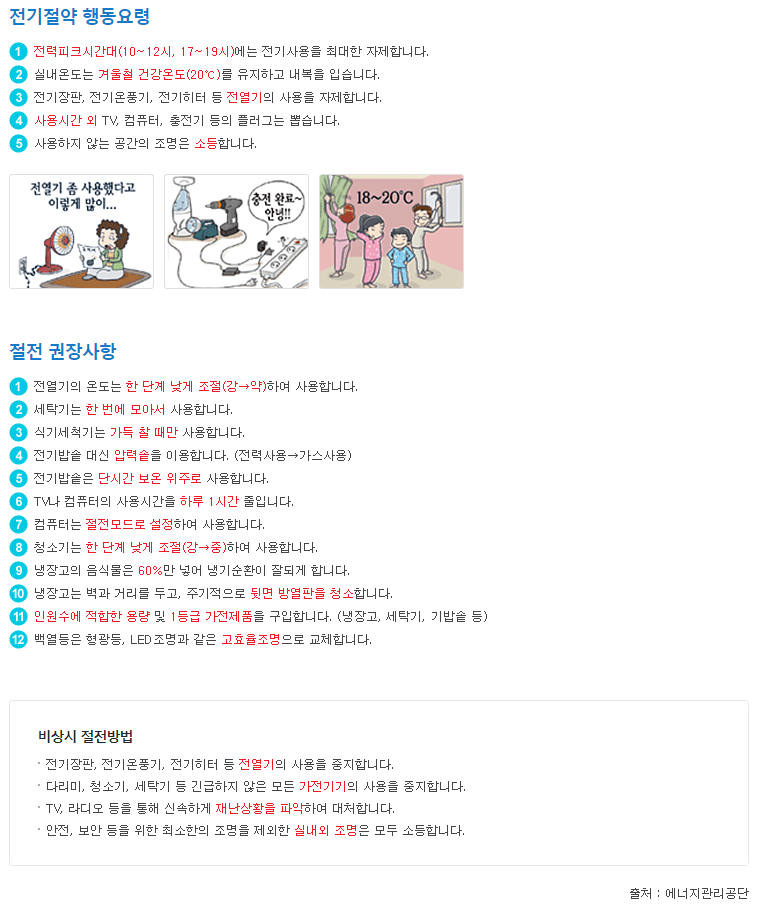 전기절약 행동요령
1 전력피크시간대(10~12시, 17~19시)에는 전기사용을 최대한 자제합니다.
2 실내온도는 겨울철 건강온도(20℃)를 유지하고 내복을 입습니다.
3 전기장판, 전기온풍기, 전기히터 등 전열기의 사용을 자제합니다.
4 사용시간 외 TV, 컴퓨터, 충전기 등의 플러그는 뽑습니다.
5 사용하지 않는 공간의 조명은 소등합니다.
전열기 좀 사용했다고
이렇게 많이...
충전 완료~
안녕!!
18~20℃
절전 권장사항
1 전열기의 온도는 한 단계 낮게 조절(강→약)하여 사용합니다.
2 세탁기는 한 번에 모아서 사용합니다.
3 식기세척기는 가득 찰 때만 사용합니다.
4 전기밥솥 대신 압력솥을 이용합니다. (전력사용→가스사용)
5 전기밥솥은 단시간 보온 위주로 사용합니다.
6 TV나 컴퓨터의 사용시간을 하루 1시간 줄입니다.
7 컴퓨터는 절전모드로 설정하여 사용합니다.
8 청소기는 한 단계 낮게 조절(강→중)하여 사용합니다.
9 냉장고의 음식물은 60%만 넣어 냉기순환이 잘되게 합니다.
10 냉장고는 벽과 거리를 두고, 주기적으로 뒷면 방열판을 청소합니다.
11 인원수에 적합한 용량 및 1등급 가전제품을 구입합니다. (냉장고, 세탁기, 기밥솥 등)
12 백열등은 형광등, LED조명과 같은 고효율조명으로 교체합니다.
비상시 절전방법
· 전기장판, 전기온풍기, 전기히터 등 전열기의 사용을 중지합니다.
· 다리미, 청소기, 세탁기 등 긴급하지 않은 모든 가전기기의 사용을 중지합니다.
· TV, 라디오 등을 통해 신속하게 재난상황을 파악하여 대처합니다.
· 안전, 보안 등을 위한 최소한의 조명을 제외한 실내외 조명은 모두 소등합니다.
출처 : 에너지관리공단